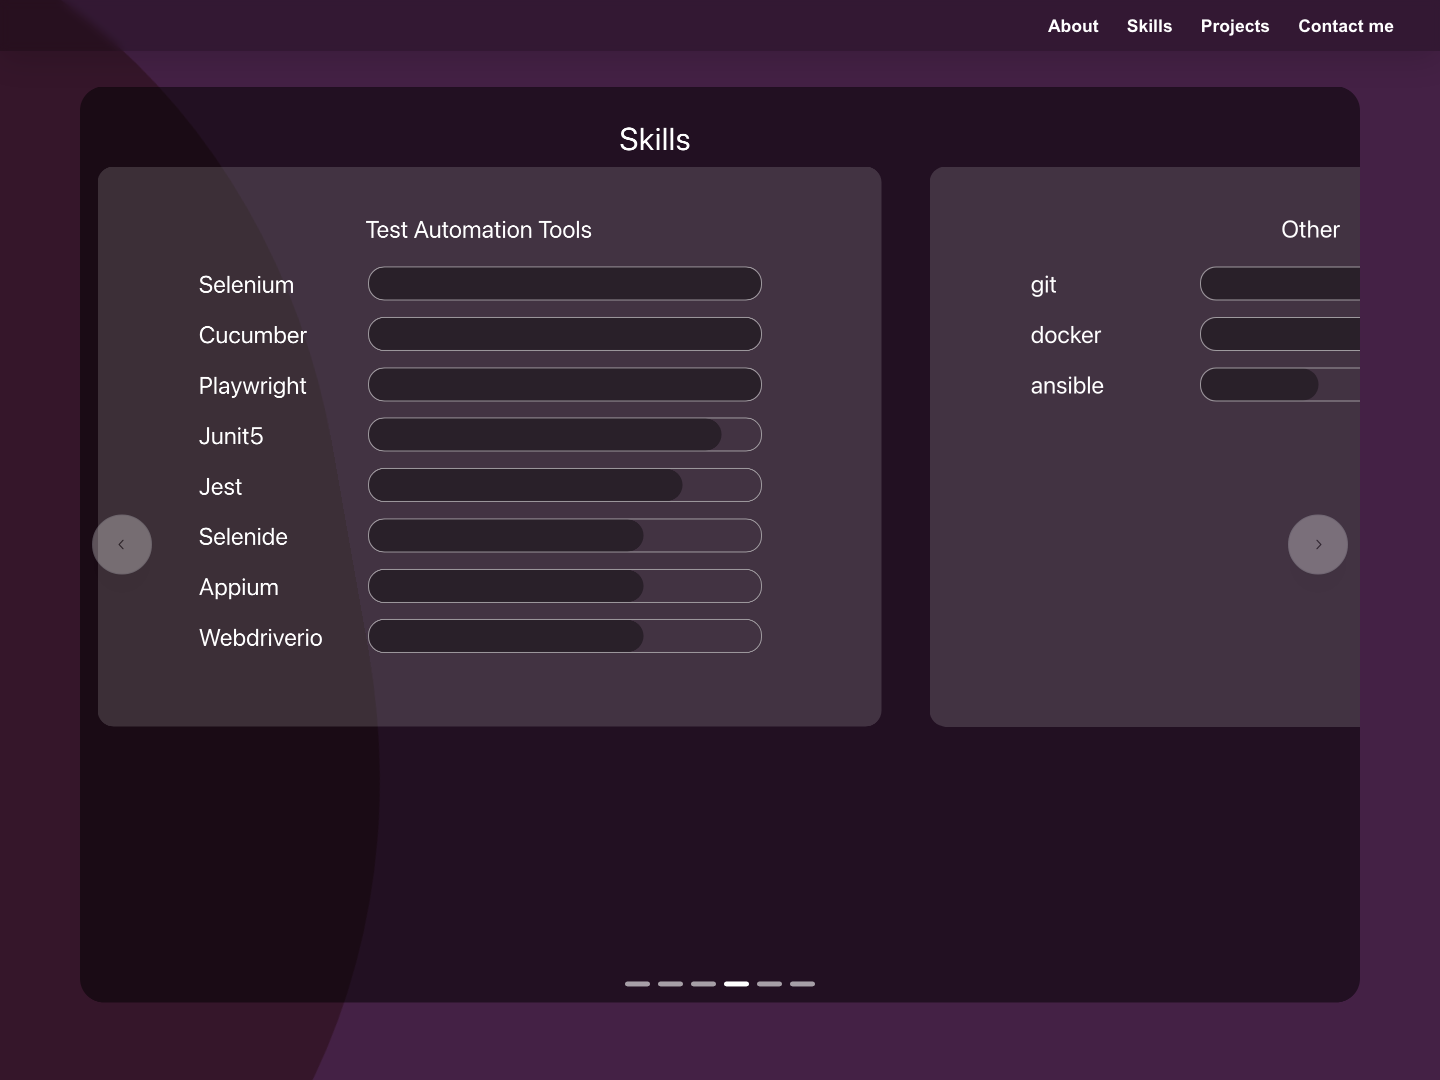 About Skills Projects Contact me
Skills
Test Automation Tools
Selenium
Cucumber
Playwright
Junit5
Jest
Selenide
Appium
Webdriverio
Other
git
docker
ansible